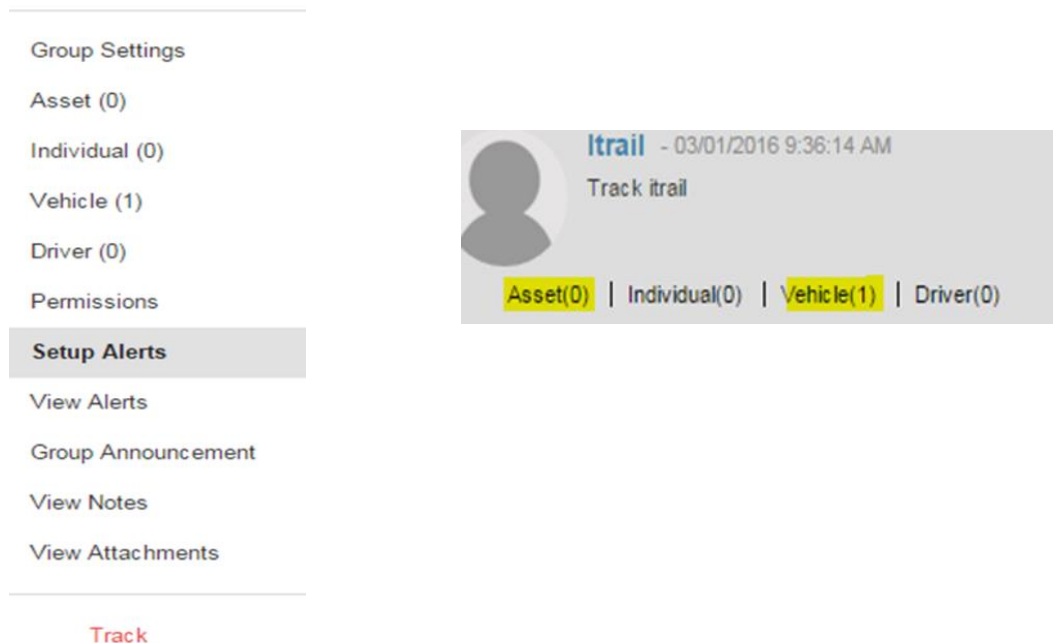 Group Settings
Asset (0)
Individual (0)
Vehicle (1)
Driver (0)
Permissions
Setup Alerts
View Alerts
Group Announcement
View Notes
View Attachments
Track
Itrail - 03/01/2016 9:36:14 AM
Track itrail
Asset(0) | Individual(0) | Vehicle(1) | Driver(0)